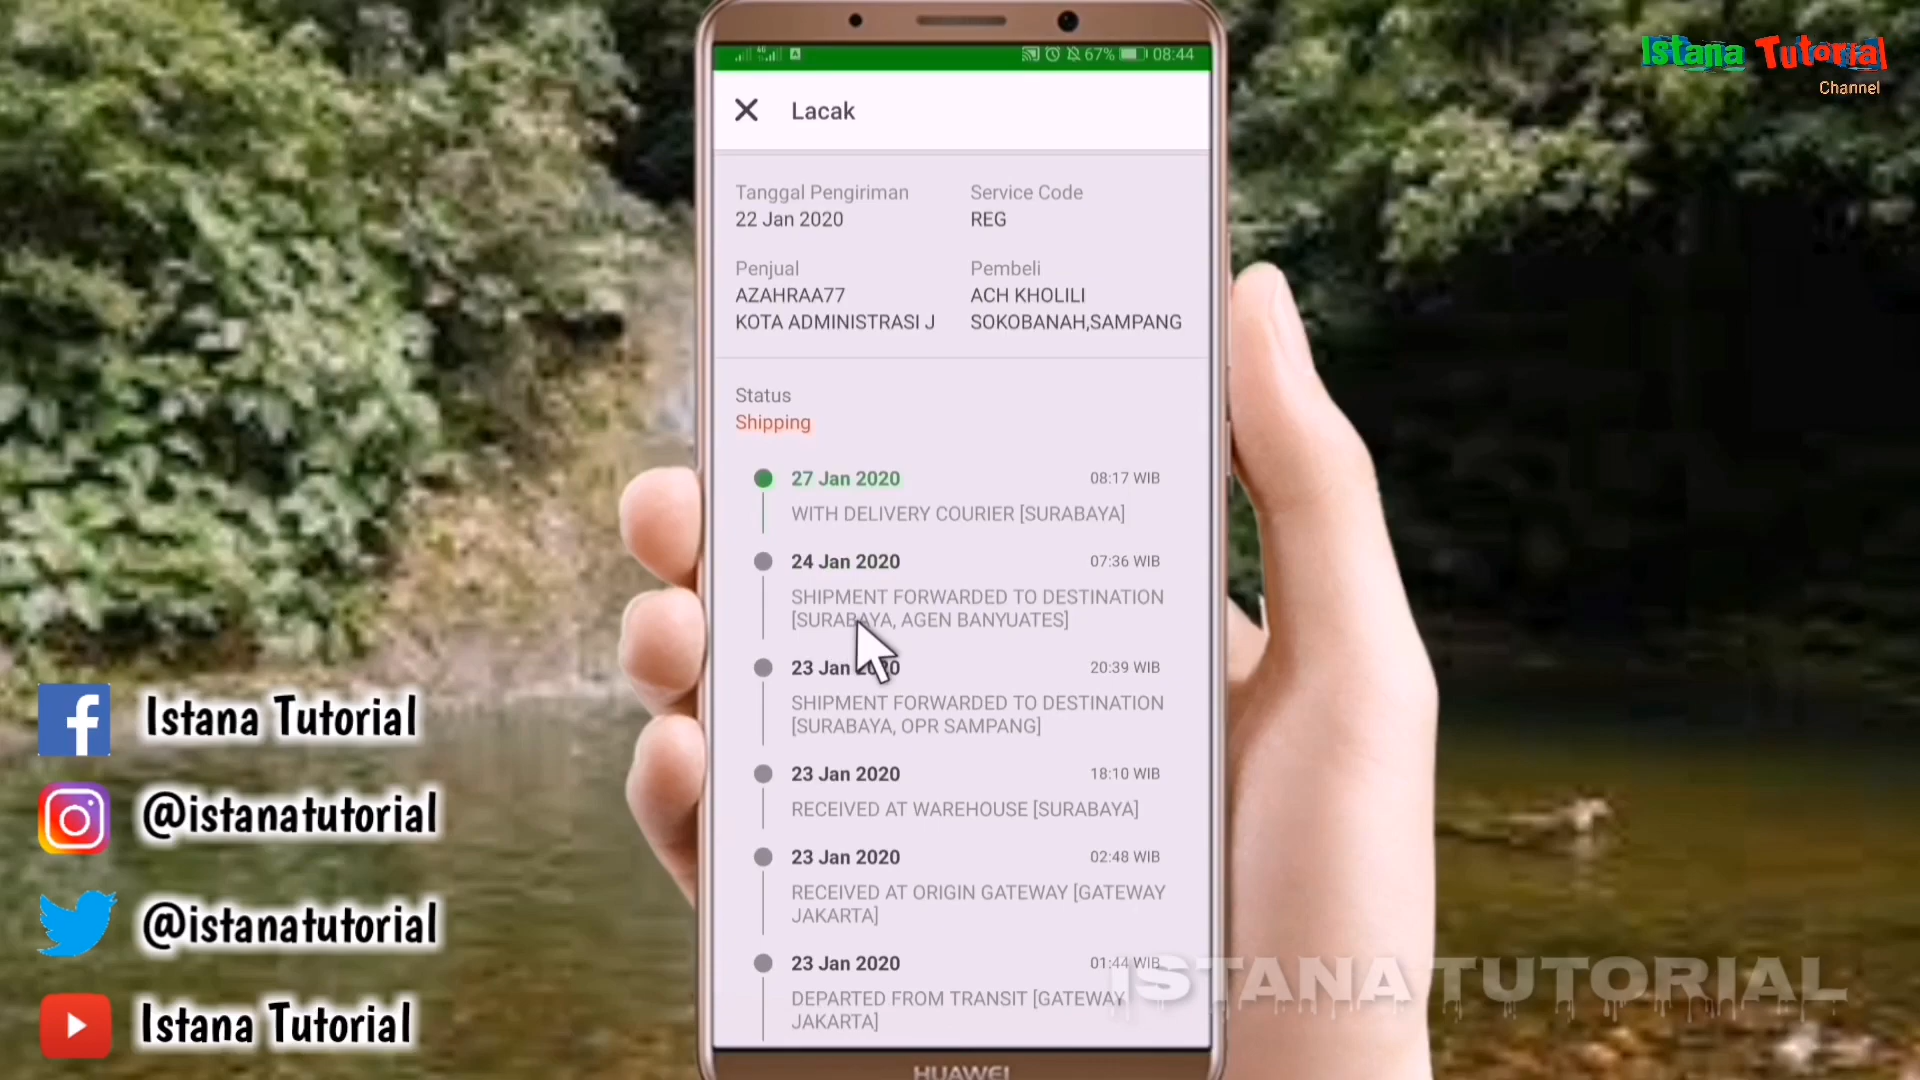 67% 08:44
Istana Tutorial
Channel
Lacak
Tanggal Pengiriman
22 Jan 2020
Service Code
REG
Penjual
AZAHRAA77
KOTA ADMINISTRASI J
Pembeli
ACH KHOLILI
SOKOBANAH,SAMPANG
Status
Shipping
27 Jan 2020 08:17 WIB
WITH DELIVERY COURIER [SURABAYA]
24 Jan 2020 07:36 WIB
SHIPMENT FORWARDED TO DESTINATION
[SURABAYA, AGEN BANYUATES]
23 Jan 2020 20:39 WIB
SHIPMENT FORWARDED TO DESTINATION
[SURABAYA, OPR SAMPANG]
23 Jan 2020 18:10 WIB
RECEIVED AT WAREHOUSE [SURABAYA]
23 Jan 2020 02:48 WIB
RECEIVED AT ORIGIN GATEWAY [GATEWAY
JAKARTA]
23 Jan 2020 01:44 WIB
DEPARTED FROM TRANSIT [GATEWAY
JAKARTA]
HUAWEI
Istana Tutorial
@istanatutorial
@istanatutorial
Istana Tutorial
ISTANA TUTORIAL